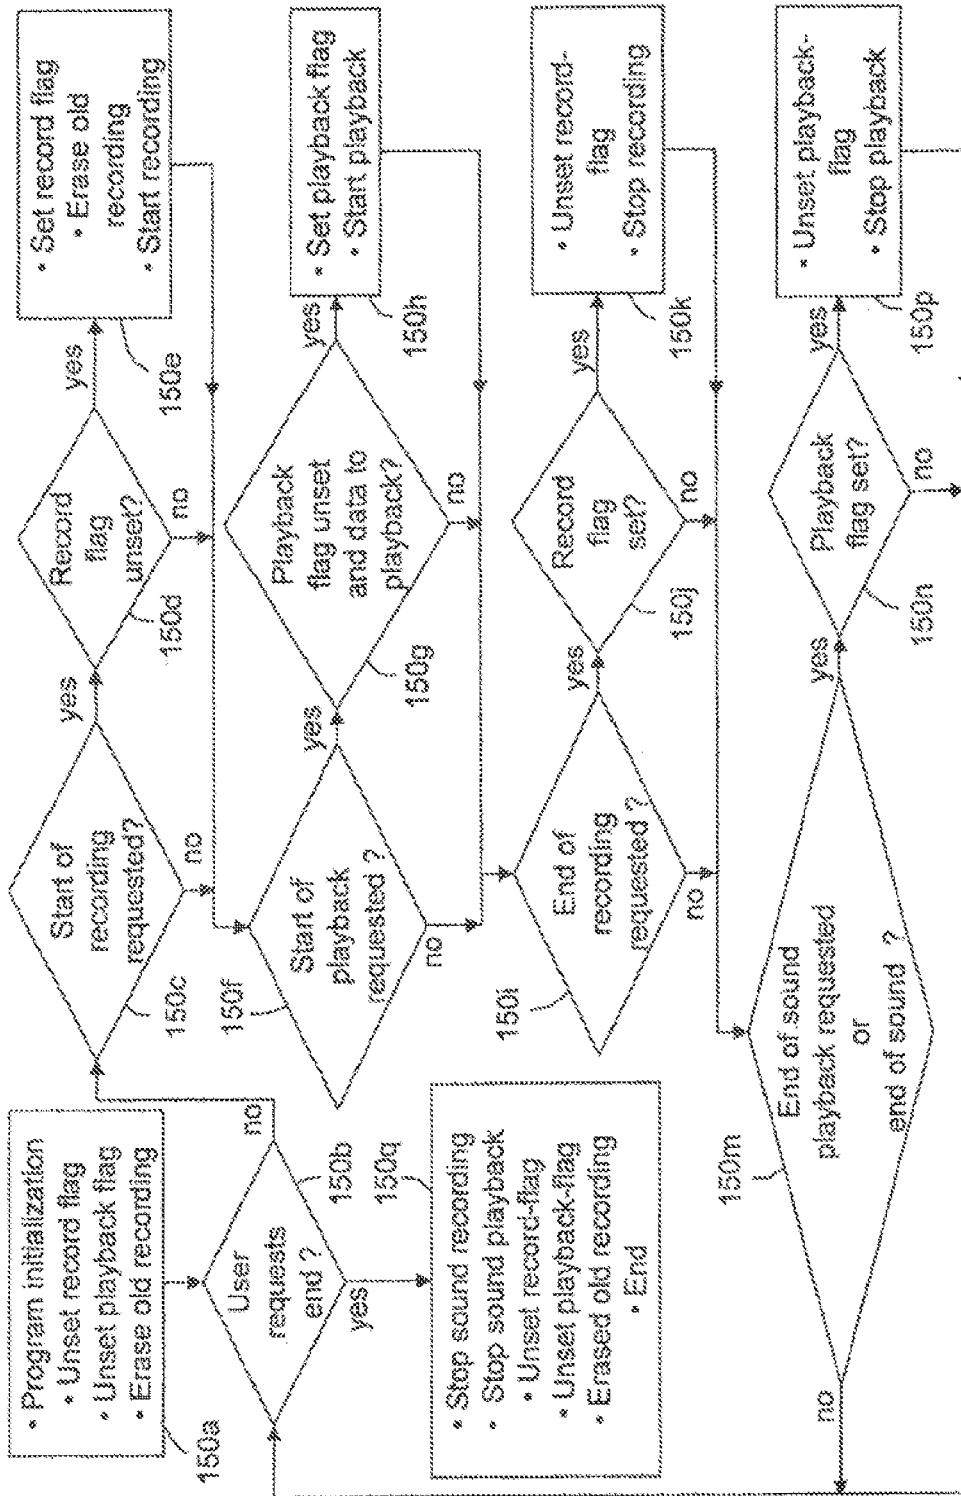 • Program initialization
• Unset record flag
• Unset playback flag
• Erase old recording
150a
User
requests
end ?
no
yes
150b
150q
• Stop sound recording
• Stop sound playback
• Unset record-flag
• Unset playback-flag
• Erased old recording
• End
Start of
recording
requested?
150c
yes
no
Record
flag
unset?
150d
yes
no
• Set record flag
• Erase old
recording
• Start recording
150e
150f
Start of
playback
requested ?
yes
no
Playback
flag unset
and data to
playback?
150g
yes
no
• Set playback flag
• Start playback
150h
End of
recording
requested ?
150i
yes
no
Record
flag
set?
150j
yes
no
• Unset record-
flag
• Stop recording
150k
150m
End of sound
playback requested
or
end of sound ?
yes
no
Playback
flag set?
150n
yes
no
• Unset playback-
flag
• Stop playback
150p